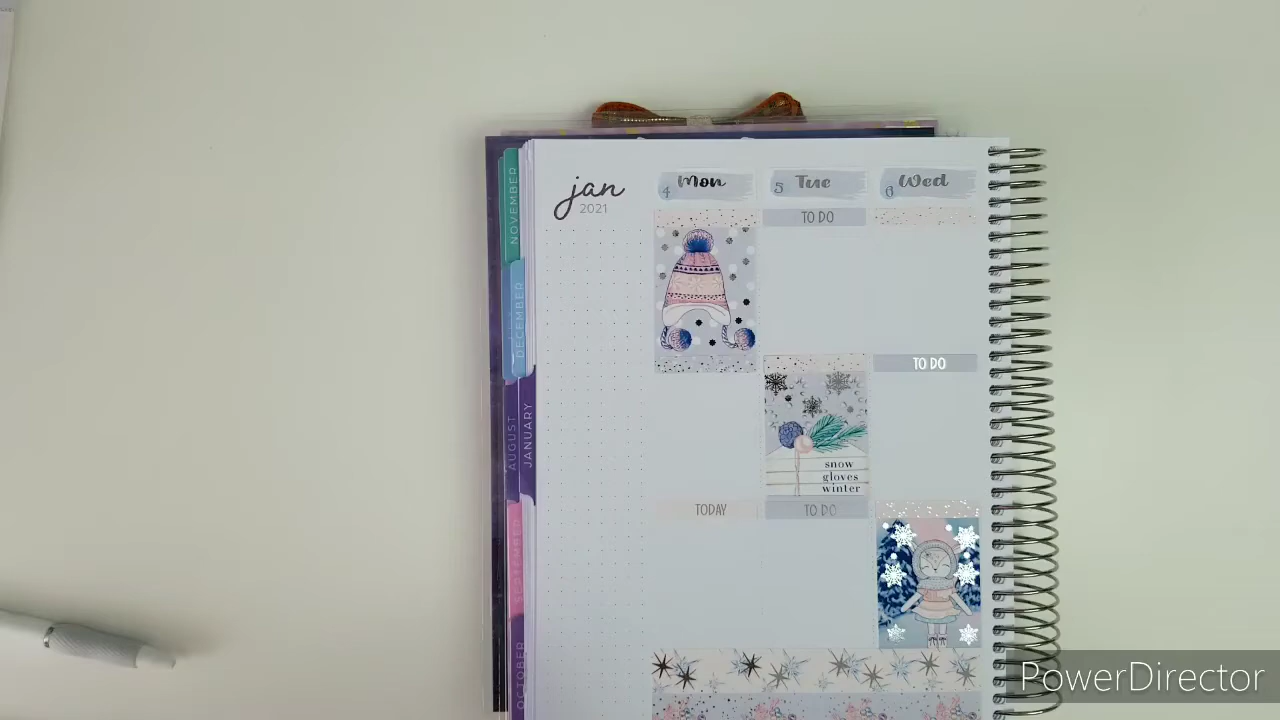 jan
2021
4 Mon
5 Tue
6 Wed
TO DO
TO DO
snow
gloves
winter
TODAY
TO DO
NOVEMBER
DECEMBER
AUGUST
JANUARY
SEPTEMBER
OCTOBER
PowerDirector